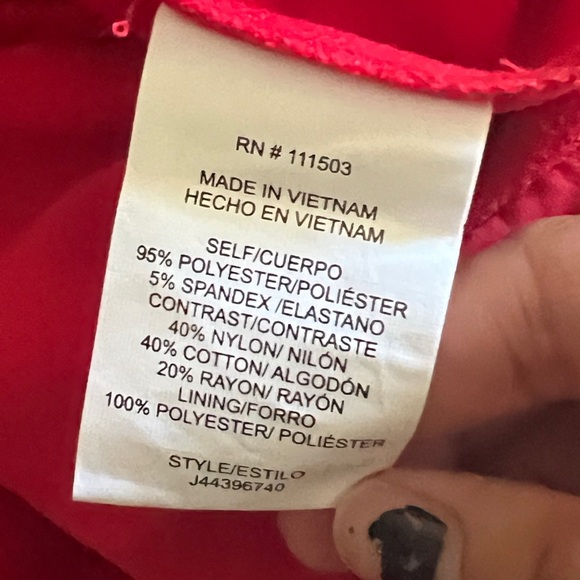 RN # 111503
MADE IN VIETNAM
HECHO EN VIETNAM
SELF/CUERPO
95% POLYESTER/POLIÉSTER
5% SPANDEX /ELASTANO
CONTRAST/CONTRASTE
40% NYLON/ NILÓN
40% COTTON/ ALGODÓN
20% RAYON/ RAYÓN
LINING/FORRO
100% POLYESTER/ POLIÉSTER
STYLE/ESTILO
J44396740